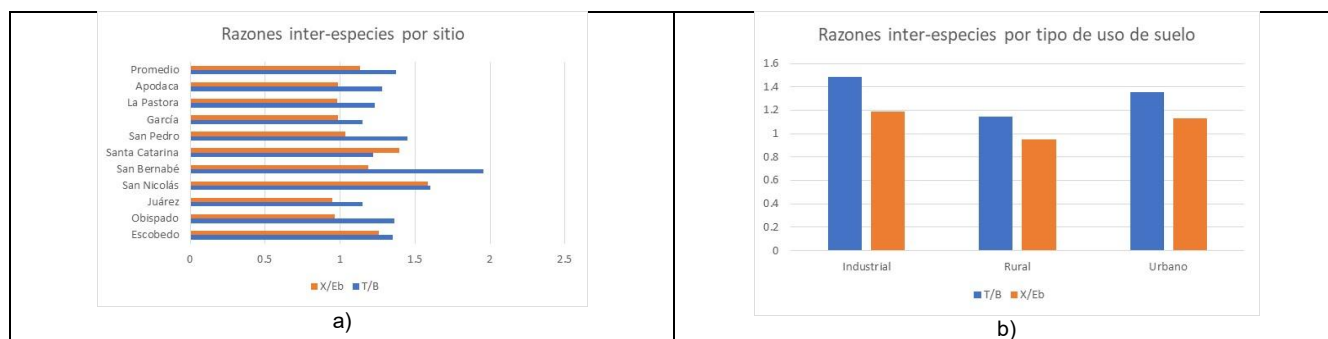 Razones inter-especies por sitio
Promedio
Apodaca
La Pastora
García
San Pedro
Santa Catarina
San Bernabé
San Nicolás
Juárez
Obispado
Escobedo
0 0.5 1 1.5 2 2.5
X/Eb T/B
a)
Razones inter-especies por tipo de uso de suelo
1.6
1.4
1.2
1
0.8
0.6
0.4
0.2
0
Industrial Rural Urbano
T/B X/Eb
b)